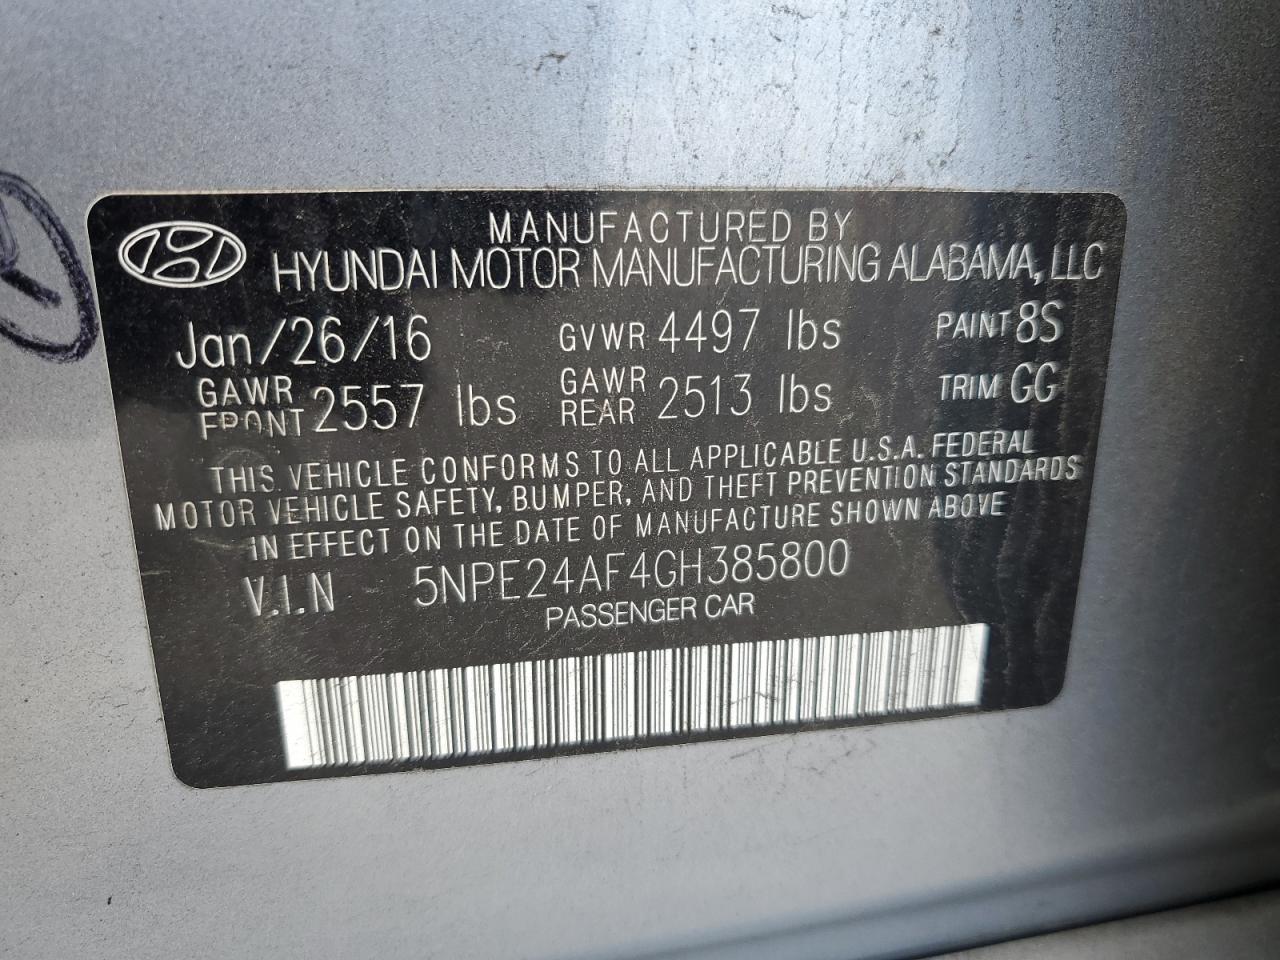 MANUFACTURED BY
HYUNDAI MOTOR MANUFACTURING ALABAMA, LLC
Jan/26/16 GVWR 4497 lbs PAINT 8S
GAWR FRONT 2557 lbs GAWR REAR 2513 lbs TRIM GG
THIS VEHICLE CONFORMS TO ALL APPLICABLE U.S.A. FEDERAL
MOTOR VEHICLE SAFETY, BUMPER, AND THEFT PREVENTION STANDARDS
IN EFFECT ON THE DATE OF MANUFACTURE SHOWN ABOVE
V.I.N 5NPE24AF4GH385800
PASSENGER CAR